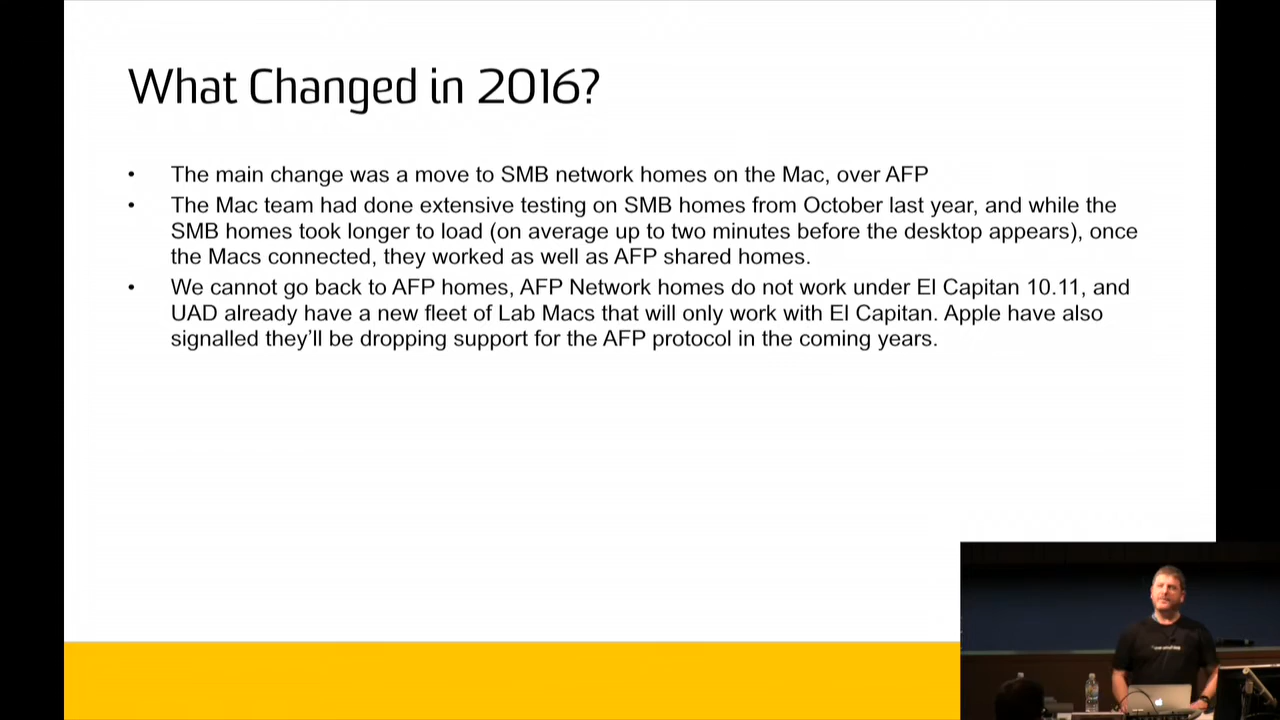 What Changed in 2016?
• The main change was a move to SMB network homes on the Mac, over AFP
• The Mac team had done extensive testing on SMB homes from October last year, and while the
SMB homes took longer to load (on average up to two minutes before the desktop appears), once
the Macs connected, they worked as well as AFP shared homes.
• We cannot go back to AFP homes, AFP Network homes do not work under El Capitan 10.11, and
UAD already have a new fleet of Lab Macs that will only work with El Capitan. Apple have also
signalled they’ll be dropping support for the AFP protocol in the coming years.